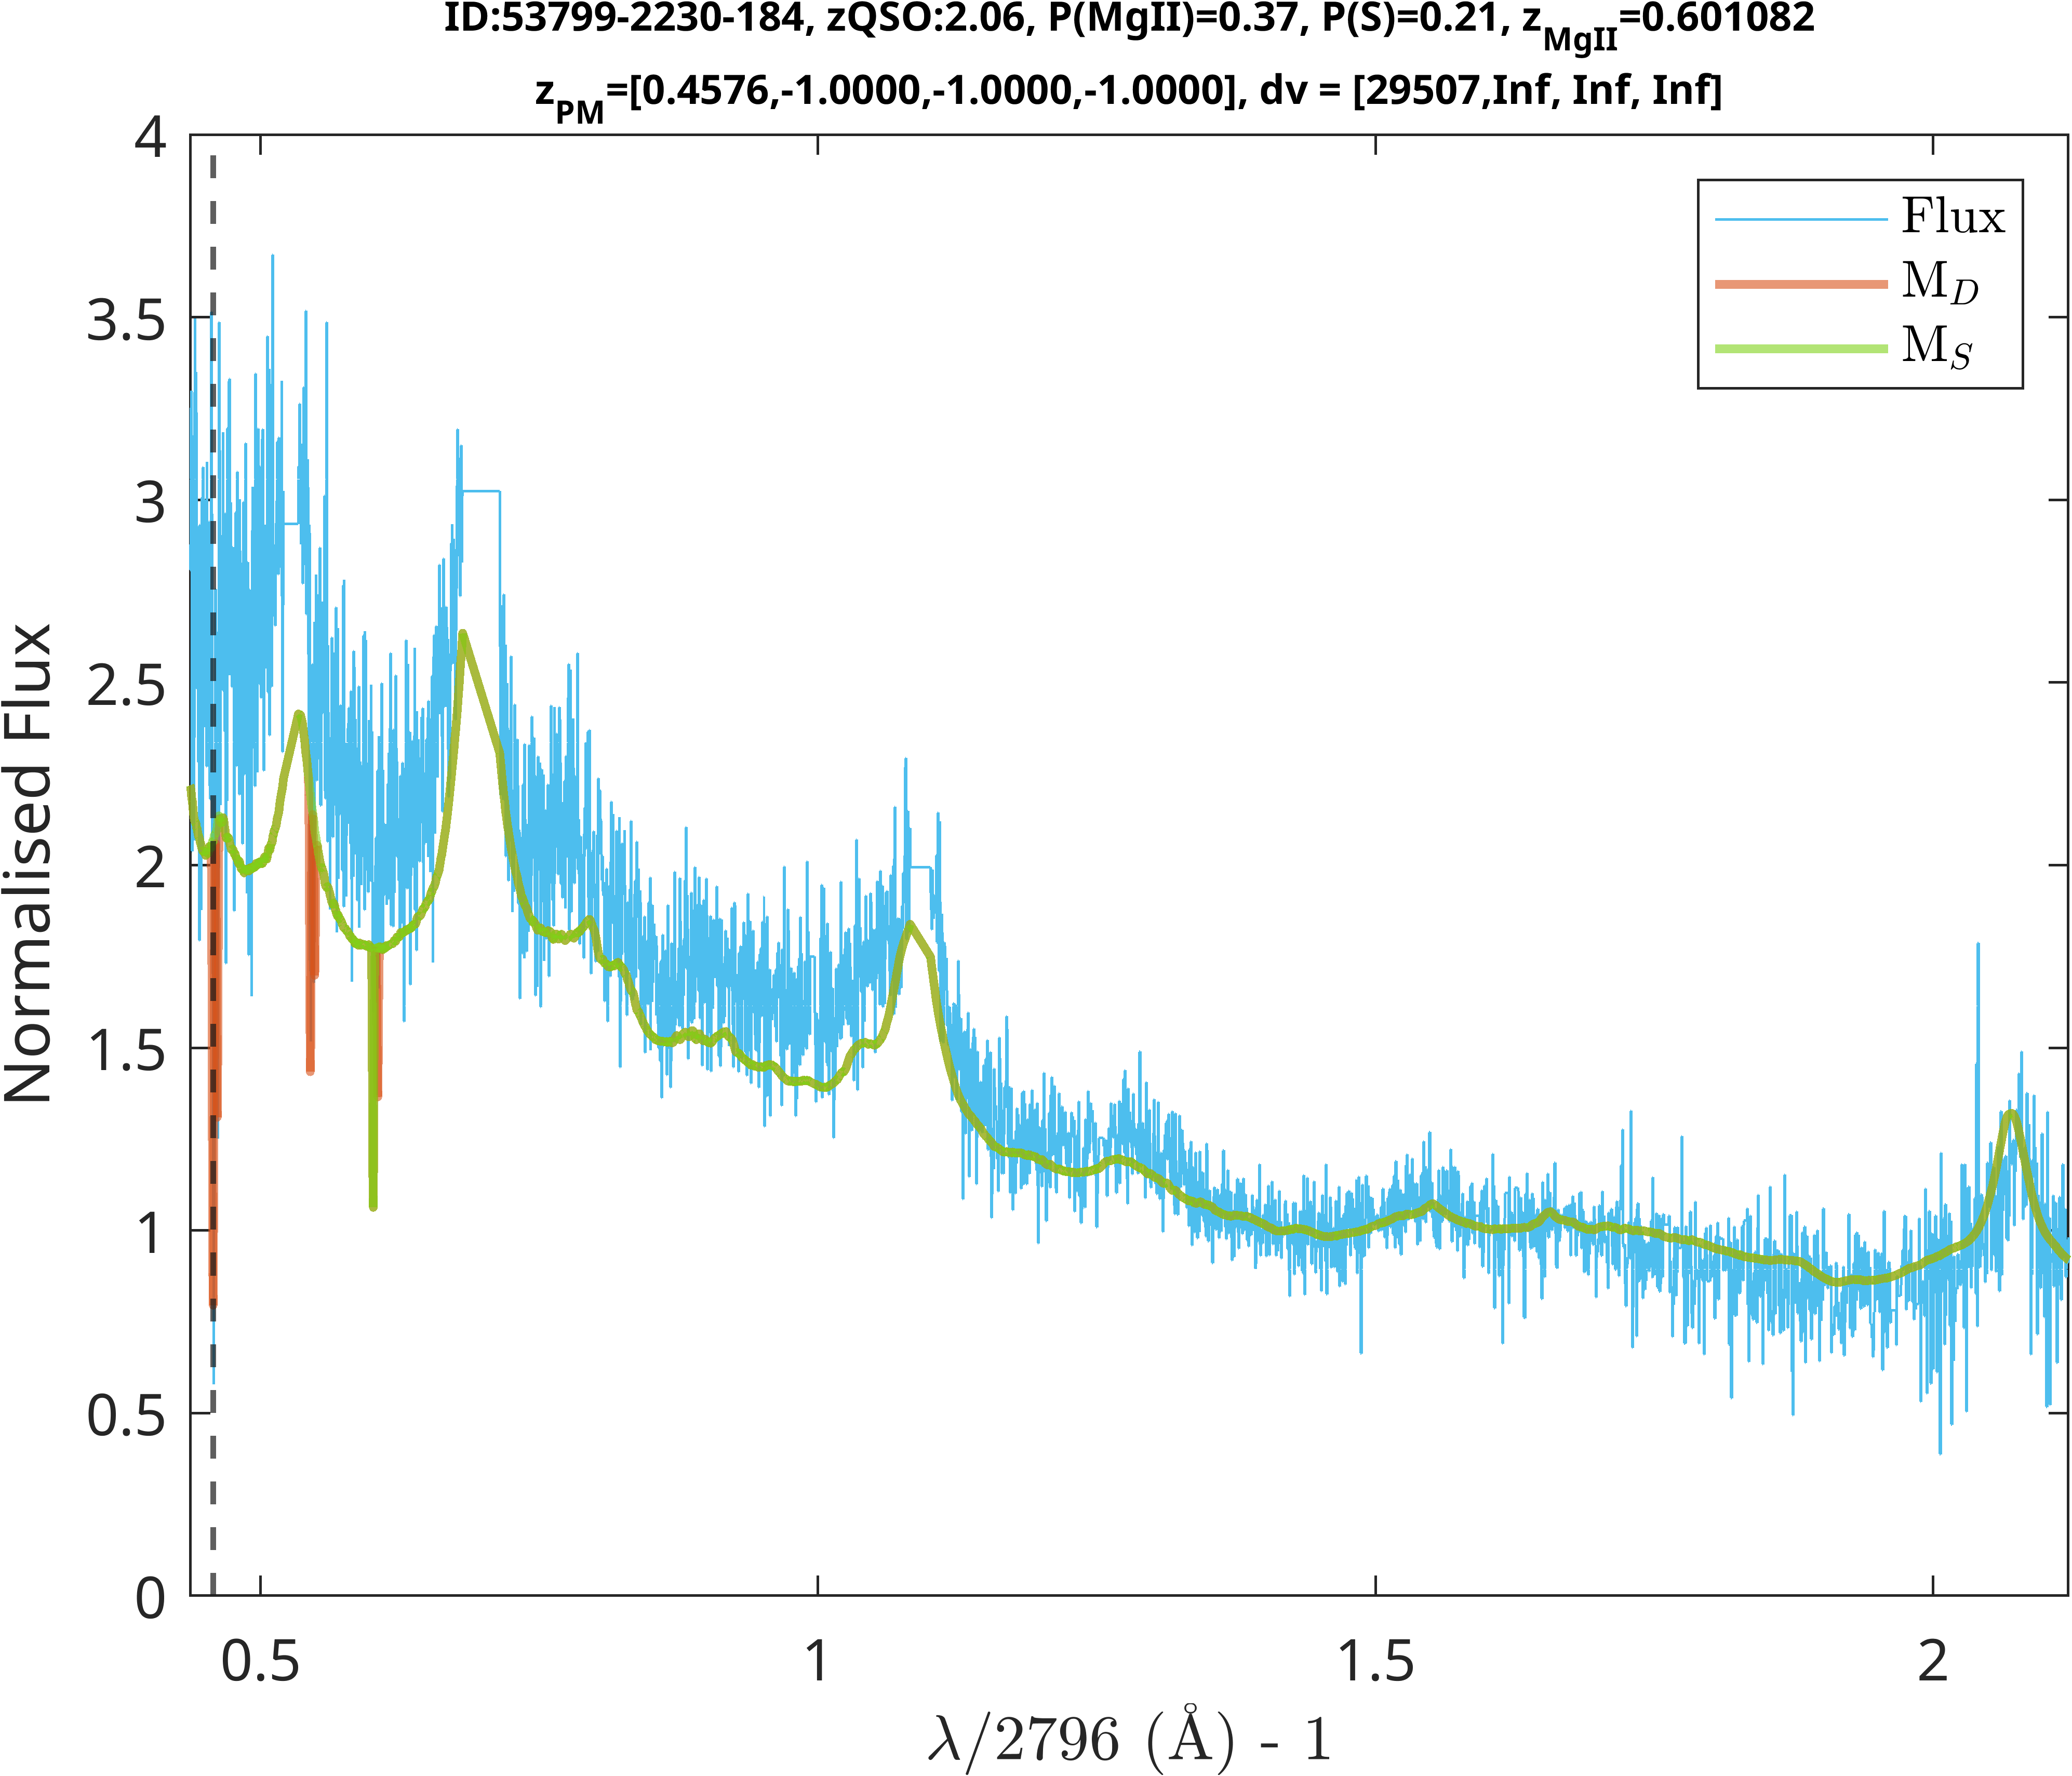 ID:53799-2230-184, zQSO:2.06, P(MgII)=0.37, P(S)=0.21, zMgII=0.601082
zPM=[0.4576,-1.0000,-1.0000,-1.0000], dv = [29507,Inf, Inf, Inf]
4
3.5
3
2.5
2
1.5
1
0.5
0
Normalised Flux
Flux
MD
MS
0.5
1
1.5
2
λ/2796 (Å) - 1